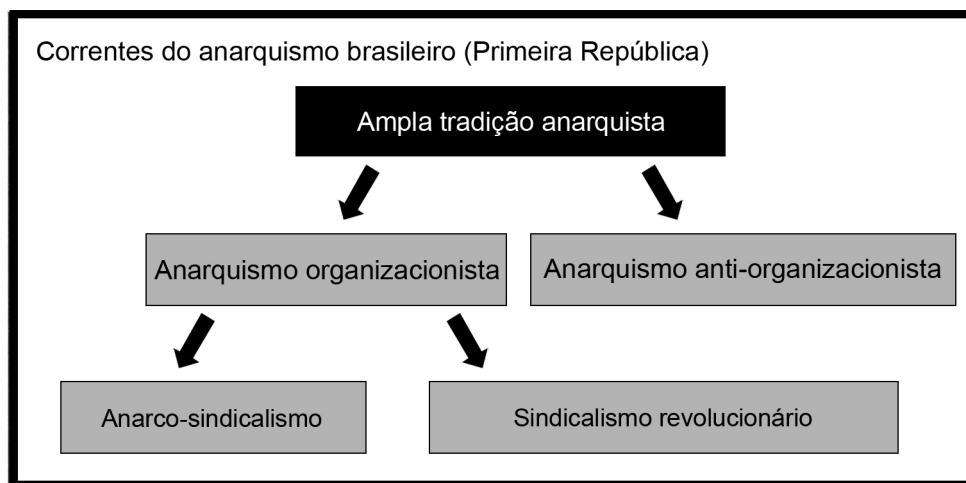 Correntes do anarquismo brasileiro (Primeira República)
Ampla tradição anarquista
Anarquismo organizacionista
Anarquismo anti-organizacionista
Anarco-sindicalismo
Sindicalismo revolucionário